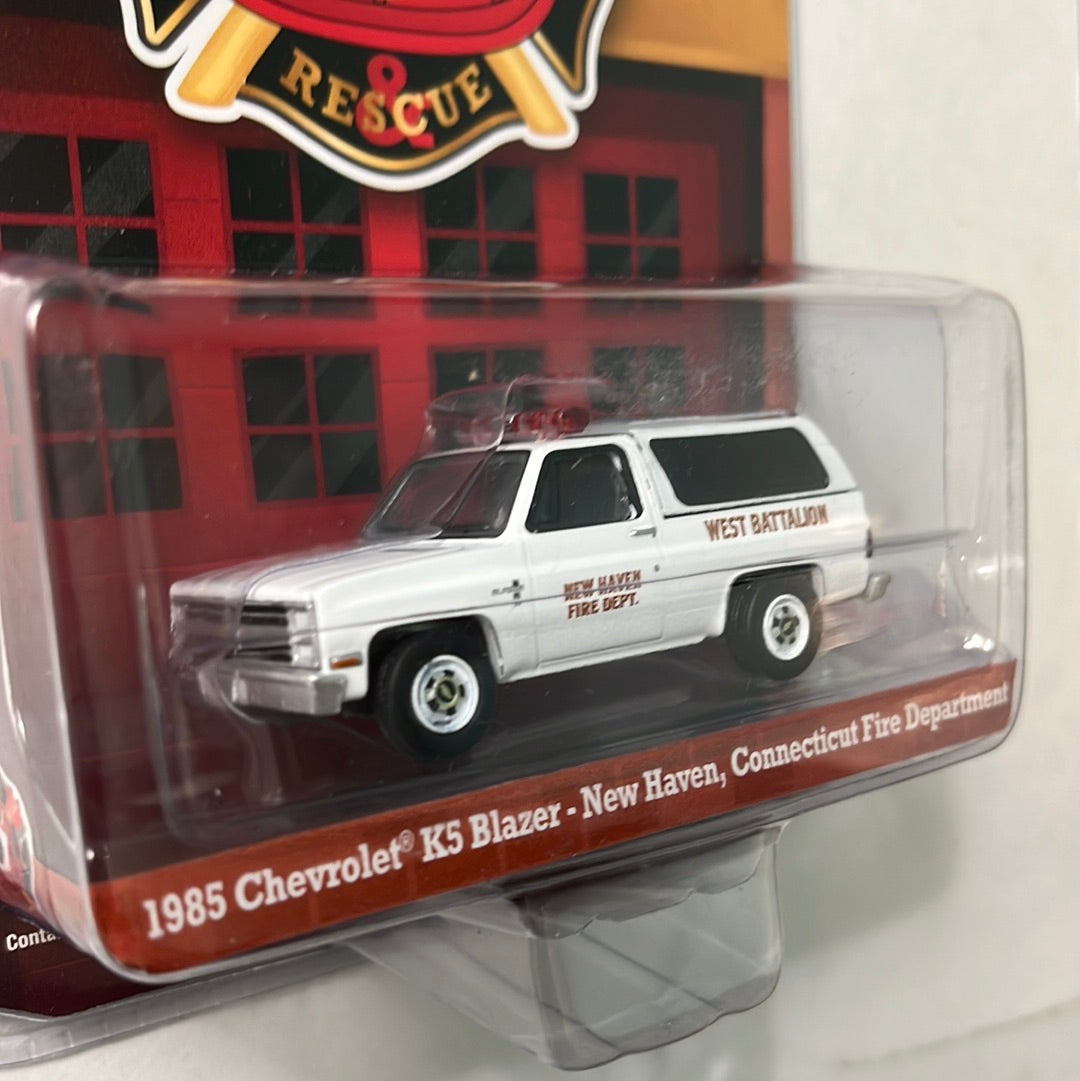 &
RESCUE
WEST BATTALION
NEW HAVEN
FIRE DEPT.
1985 Chevrolet® K5 Blazer - New Haven, Connecticut Fire Department